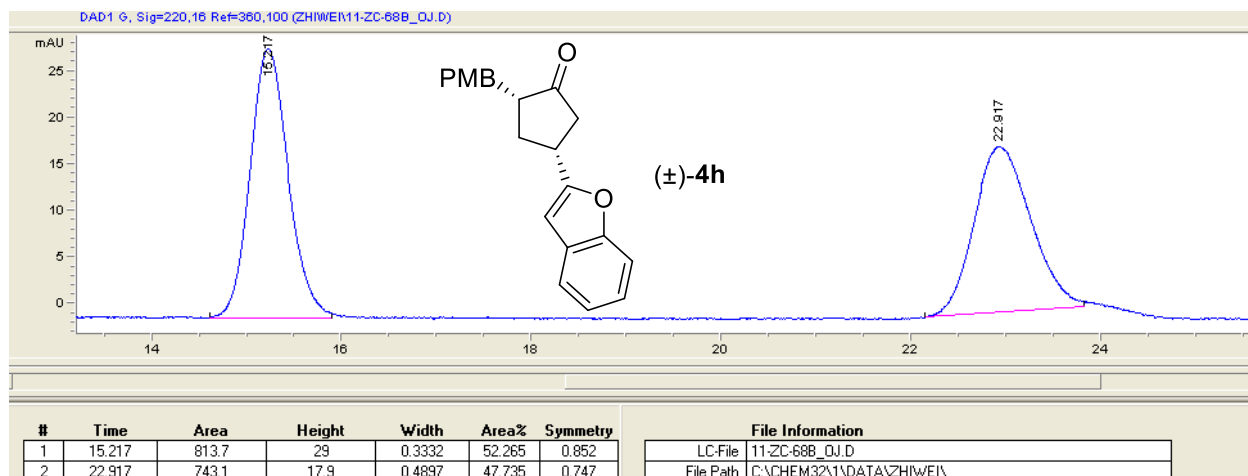 DAD1 G, Sig=220,16 Ref=360,100 (ZHIWEI\11-ZC-68B_OJ.D)
mAU
25
20
15
10
5
0
15.217
22.917
PMB
O
O
(±)-4h
14 16 18 20 22 24
# Time Area Height Width Area% Symmetry
1 15.217 813.7 29 0.3332 52.265 0.852
2 22.917 743.1 17.9 0.4897 47.735 0.747
File Information
LC-File 11-ZC-68B_OJ.D
File Path C:\CHEM32\1\DATA\ZHIWEI\